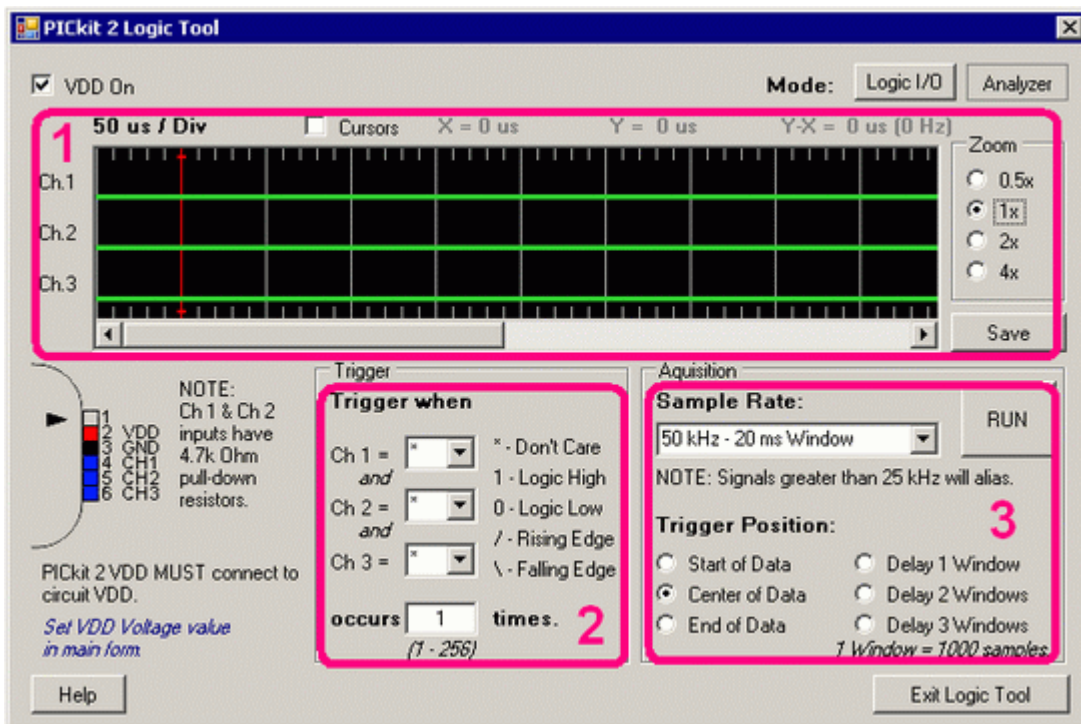 PICkit 2 Logic Tool
VDD On
Mode: Logic I/O Analyzer
1
50 us / Div Cursors X = 0 us Y = 0 us Y-X = 0 us (0 Hz)
Zoom
0.5x
1x
2x
4x
Ch.1
Ch.2
Ch.3
Save
NOTE:
Ch 1 & Ch 2
inputs have
4.7k Ohm
pull-down
resistors.
1
2 VDD
3 GND
4 CH1
5 CH2
6 CH3
PICkit 2 VDD MUST connect to
circuit VDD.
Set VDD Voltage value
in main form.
Trigger
Trigger when
Ch 1 = *
and
Ch 2 = *
and
Ch 3 = *
* - Don't Care
1 - Logic High
0 - Logic Low
/ - Rising Edge
\ - Falling Edge
occurs 1 times.
(1 - 256)
2
Aquisition
Sample Rate:
50 kHz - 20 ms Window
RUN
NOTE: Signals greater than 25 kHz will alias.
3
Trigger Position:
Start of Data
Center of Data
End of Data
Delay 1 Window
Delay 2 Windows
Delay 3 Windows
1 Window = 1000 samples
Help
Exit Logic Tool